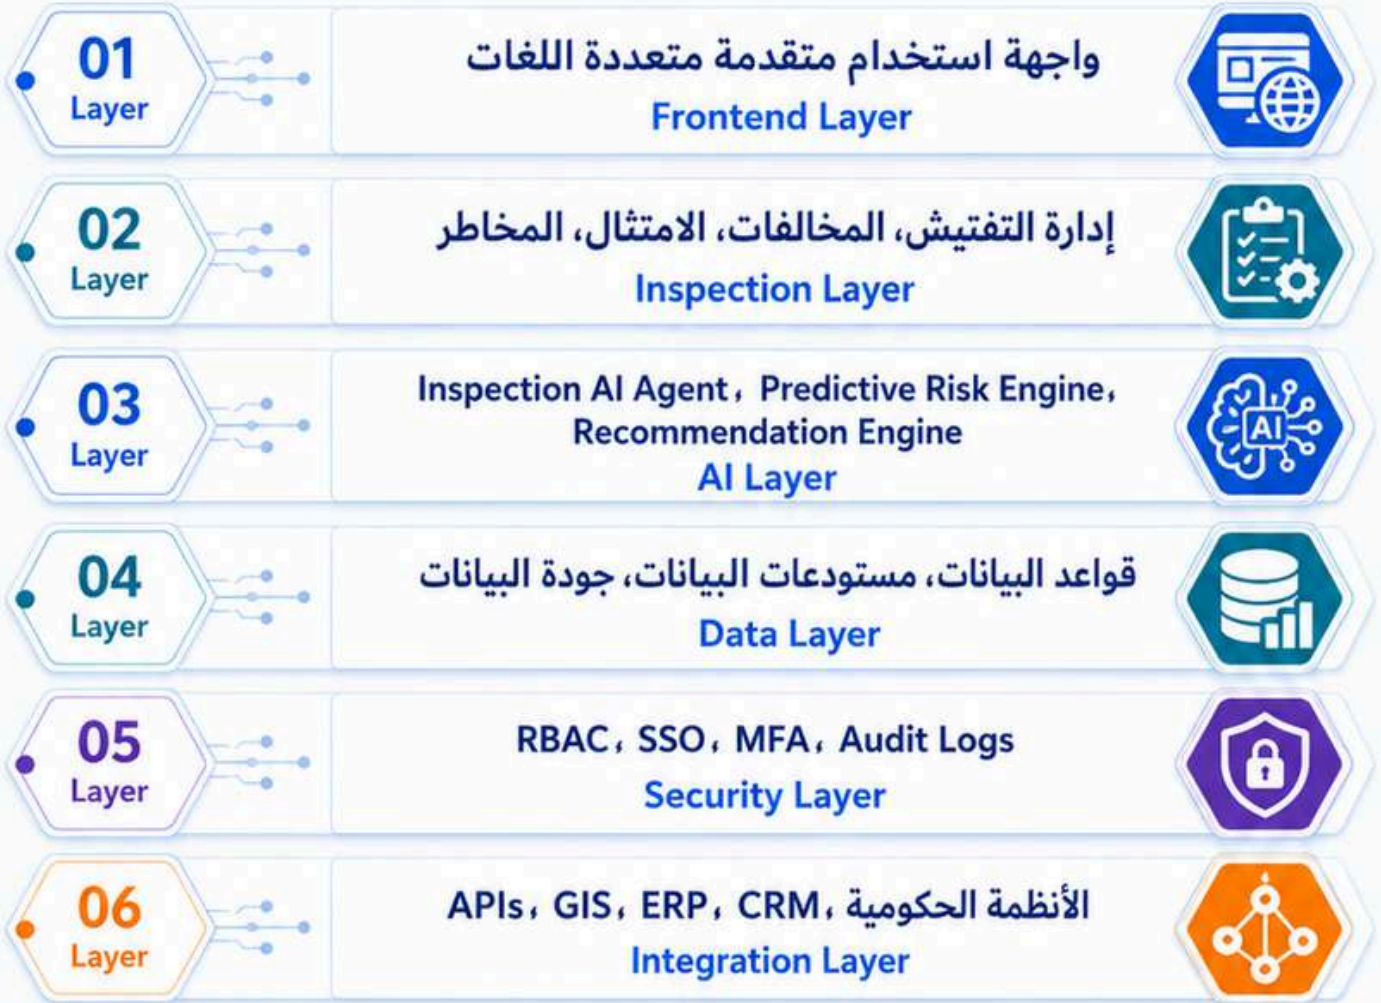 01
Layer
واجهة استخدام متقدمة متعددة اللغات
Frontend Layer
02
Layer
إدارة التفتيش، المخالفات، الامتثال، المخاطر
Inspection Layer
03
Layer
Inspection AI Agent، Predictive Risk Engine،
Recommendation Engine
AI Layer
AI
04
Layer
قواعد البيانات، مستودعات البيانات، جودة البيانات
Data Layer
05
Layer
RBAC، SSO، MFA، Audit Logs
Security Layer
06
Layer
APIs، GIS، ERP، CRM، الأنظمة الحكومية
Integration Layer